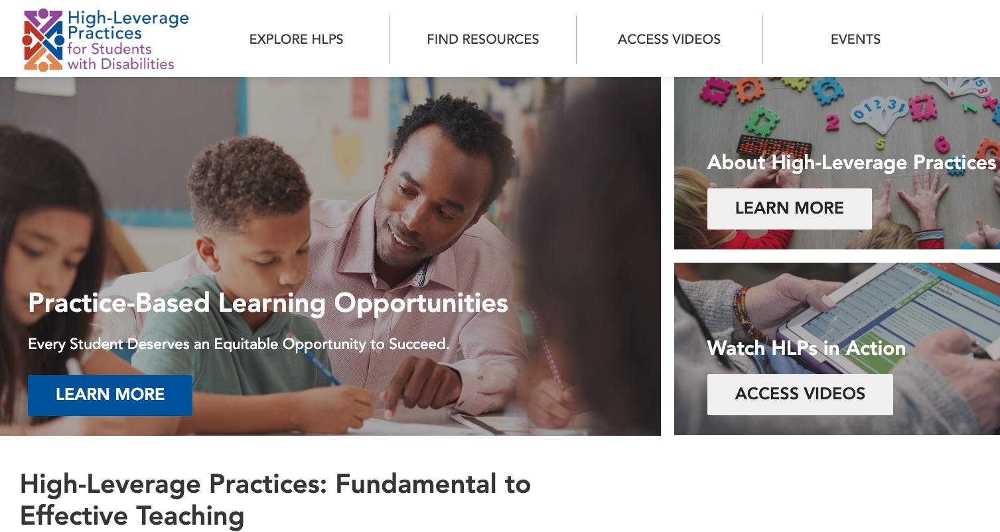 High-Leverage
Practices
for Students
with Disabilities
EXPLORE HLPS
FIND RESOURCES
ACCESS VIDEOS
EVENTS
Practice-Based Learning Opportunities
Every Student Deserves an Equitable Opportunity to Succeed.
LEARN MORE
About High-Leverage Practices
LEARN MORE
Watch HLPs in Action
ACCESS VIDEOS
High-Leverage Practices: Fundamental to
Effective Teaching